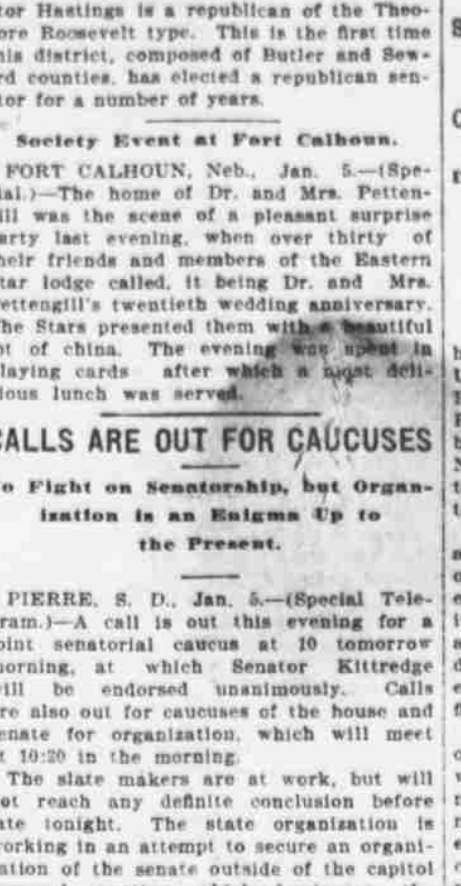 tor Hastings is a republican of the Theo-
ore Roosevelt type. This is the first time
his district, composed of Butler and Sew-
rd counties, has elected a republican sen-
tor for a number of years.
Society Event at Fort Calhoun.
FORT CALHOUN, Neb., Jan. 5.—(Spe-
ial.)—The home of Dr. and Mrs. Petten-
ill was the scene of a pleasant surprise
arty last evening, when over thirty of
heir friends and members of the Eastern
tar lodge called, it being Dr. and Mrs.
ettengill's twentieth wedding anniversary.
he Stars presented them with a beautiful
ot of china. The evening was spent in
laying cards after which a most deli-
ious lunch was served.
CALLS ARE OUT FOR CAUCUSES
o Fight on Senatorship, but Organ-
ization is an Enigma Up to
the Present.
PIERRE, S. D., Jan. 5.—(Special Tele-
ram.)—A call is out this evening for a
oint senatorial caucus at 10 tomorrow
orning, at which Senator Kittredge
ill be endorsed unanimously. Calls
re also out for caucuses of the house and
enate for organization, which will meet
t 10:20 in the morning.
The slate makers are at work, but will
ot reach any definite conclusion before
ate tonight. The state organization is
orking in an attempt to secure an organi-
ation of the senate outside of the capitol